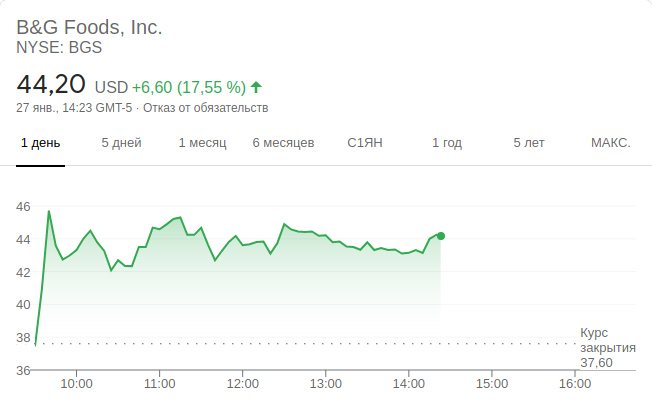 B&G Foods, Inc.
NYSE: BGS
44,20 USD +6,60 (17,55 %)
27 янв., 14:23 GMT-5 · Отказ от обязательств
1 день 5 дней 1 месяц 6 месяцев С1ЯН 1 год 5 лет МАКС.
46
44
42
40
38
36
Курс
закрытия
37,60
10:00 11:00 12:00 13:00 14:00 15:00 16:00